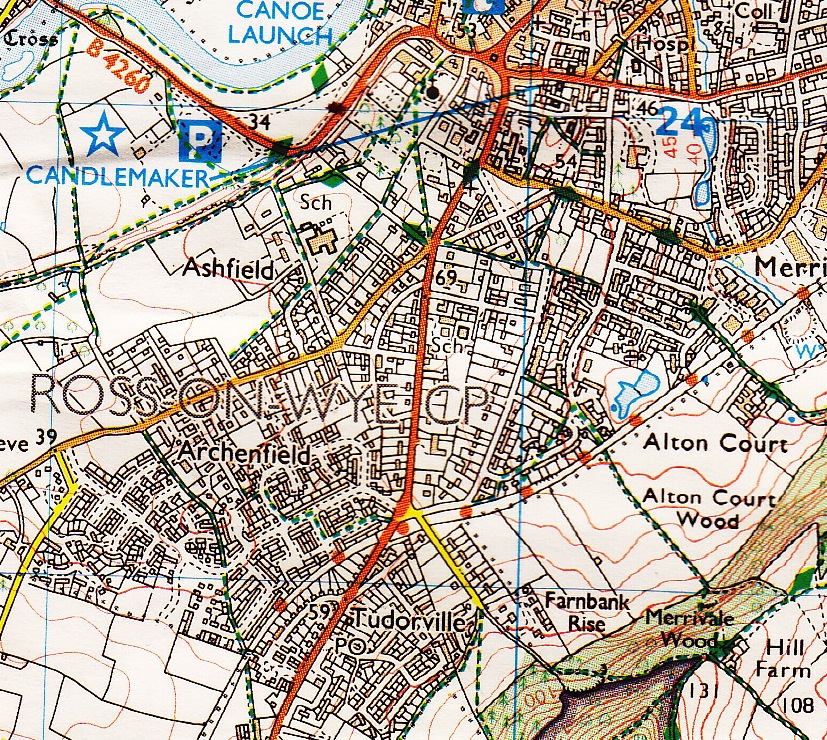 CANOE
LAUNCH
Cross
B 4260
53
Hospl
Coll
34
P
46
24
45
40
CANDLEMAKER
54
Sch
Ashfield
69
Merri
Sch
W
ROSS-ON-WYE CP
eve 39
Archenfield
Alton Court
Alton Court
Wood
Farnbank
Rise
Merrivale
Wood
59
Tudorville
PO
Hill
Farm
131
108
100